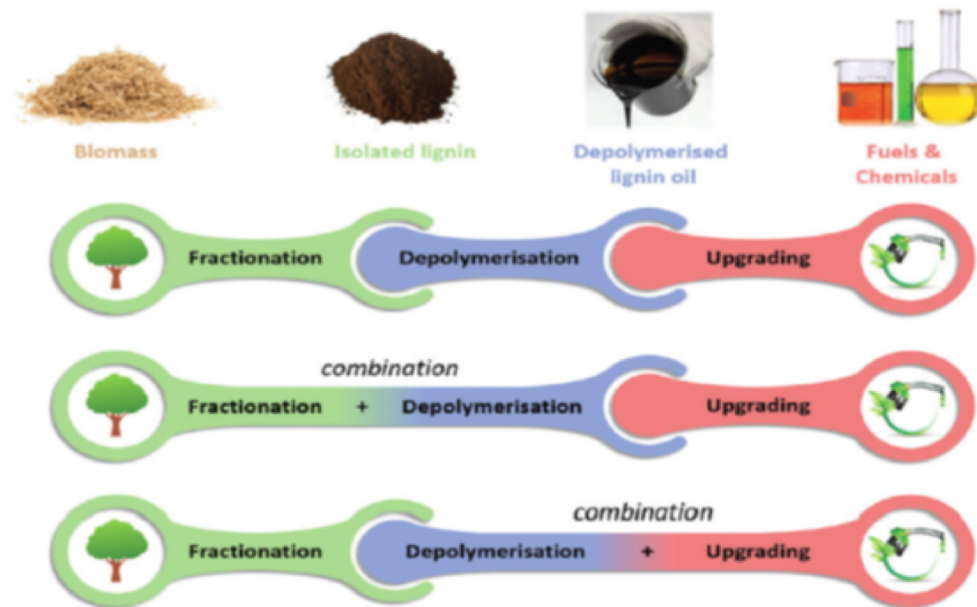 Biomass
Isolated lignin
Depolymerised
lignin oil
Fuels &
Chemicals
Fractionation
Depolymerisation
Upgrading
combination
Fractionation + Depolymerisation
Upgrading
combination
Fractionation
Depolymerisation + Upgrading